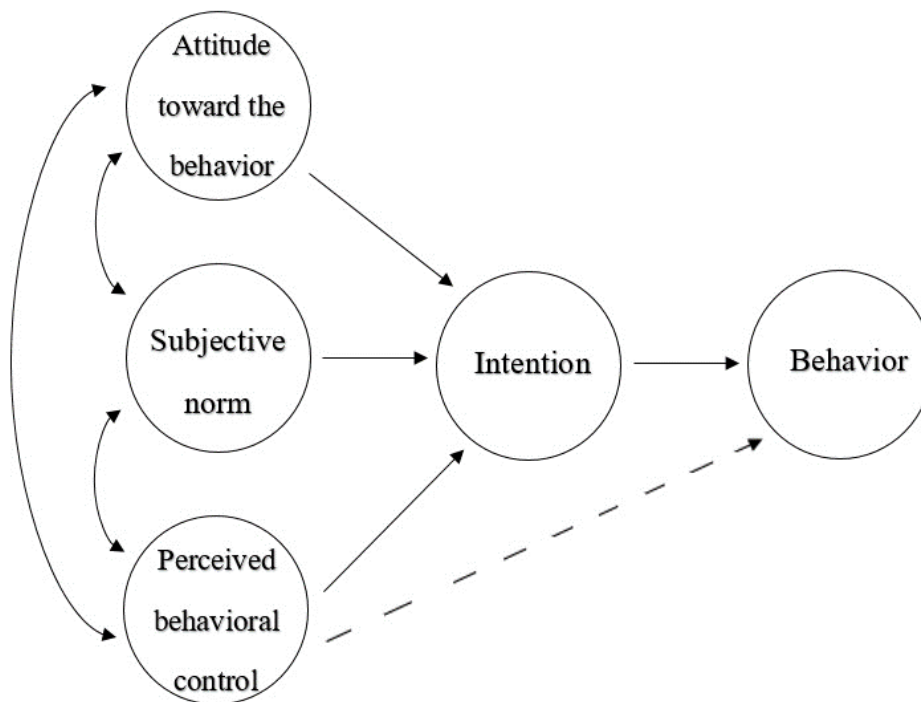 Attitude
toward the
behavior
Subjective
norm
Intention
Behavior
Perceived
behavioral
control